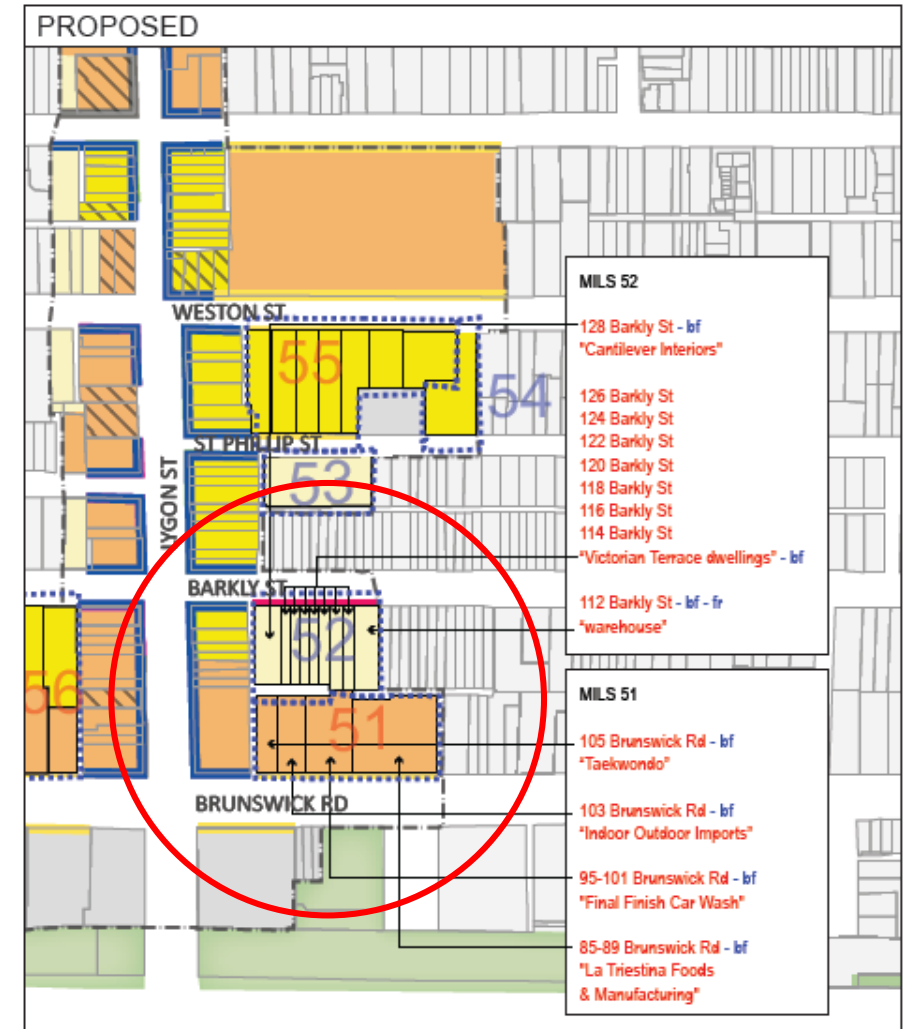 PROPOSED
WESTON ST
55
54
ST PHILLIP ST
53
LYGON ST
BARKLY ST
52
56
51
BRUNSWICK RD
MILS 52
128 Barkly St - bf
"Cantilever Interiors"
126 Barkly St
124 Barkly St
122 Barkly St
120 Barkly St
118 Barkly St
116 Barkly St
114 Barkly St
"Victorian Terrace dwellings" - bf
112 Barkly St - bf - fr
"warehouse"
MILS 51
105 Brunswick Rd - bf
"Taekwondo"
103 Brunswick Rd - bf
"Indoor Outdoor Imports"
95-101 Brunswick Rd - bf
"Final Finish Car Wash"
85-89 Brunswick Rd - bf
"La Triestina Foods
& Manufacturing"